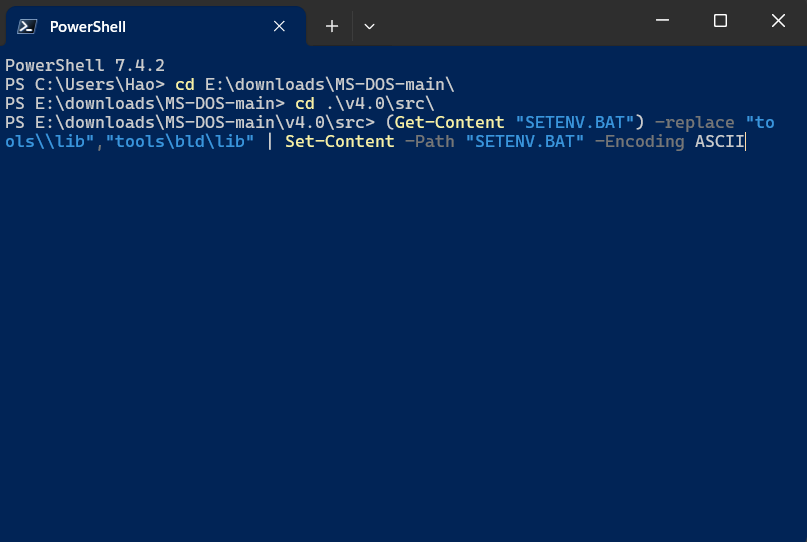 PowerShell
PowerShell 7.4.2
PS C:\Users\Hao> cd E:\downloads\MS-DOS-main\
PS E:\downloads\MS-DOS-main> cd .\v4.0\src\
PS E:\downloads\MS-DOS-main\v4.0\src> (Get-Content "SETENV.BAT") -replace "to
ols\\lib","tools\bld\lib" | Set-Content -Path "SETENV.BAT" -Encoding ASCII